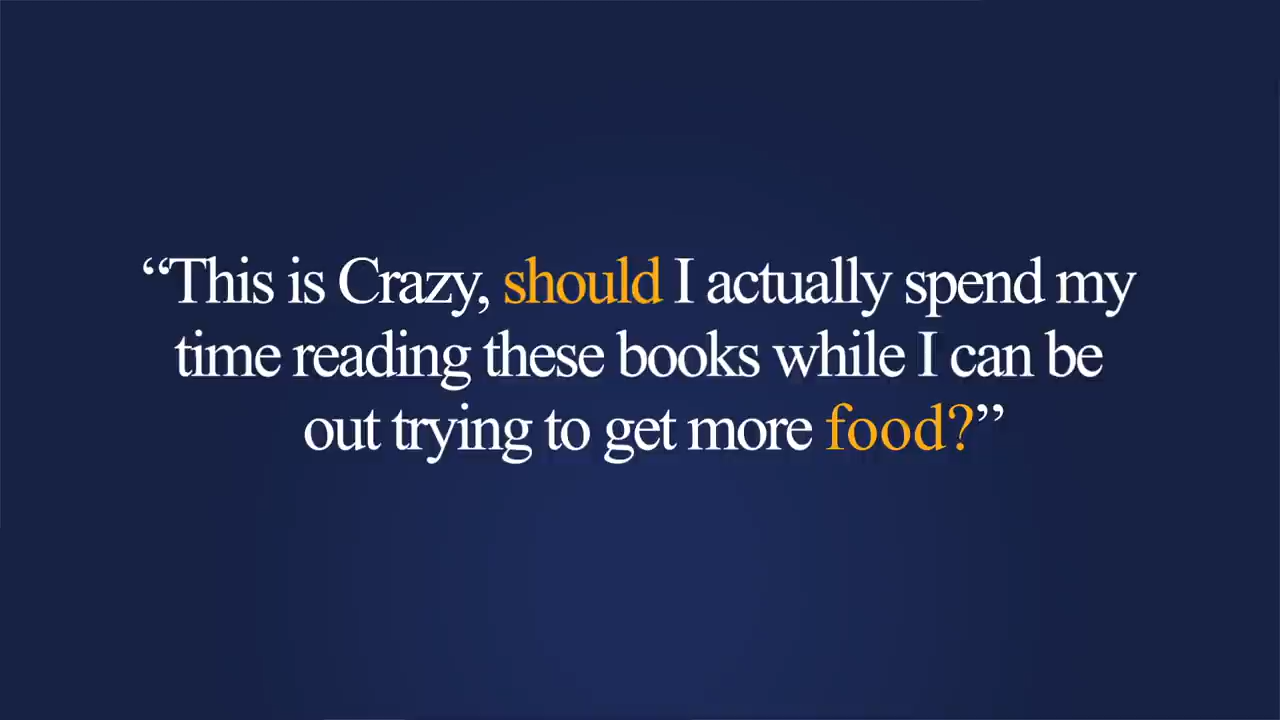 “This is Crazy, should I actually spend my
time reading these books while I can be
out trying to get more food?”